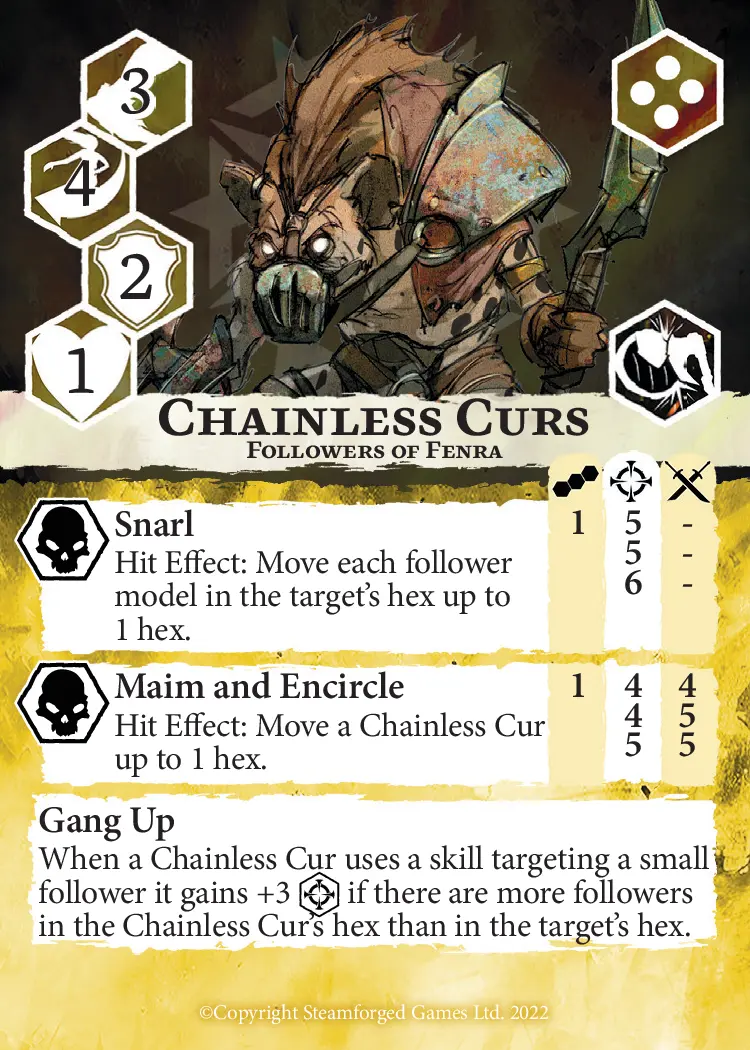 3
4
2
1
Chainless Curs
Followers of Fenra
Snarl 1 5 -
5 -
6 -
Hit Effect: Move each follower
model in the target's hex up to
1 hex.
Maim and Encircle 1 4 4
4 5
5 5
Hit Effect: Move a Chainless Cur
up to 1 hex.
Gang Up
When a Chainless Cur uses a skill targeting a small
follower it gains +3 if there are more followers
in the Chainless Cur's hex than in the target's hex.
©Copyright Steamforged Games Ltd. 2022